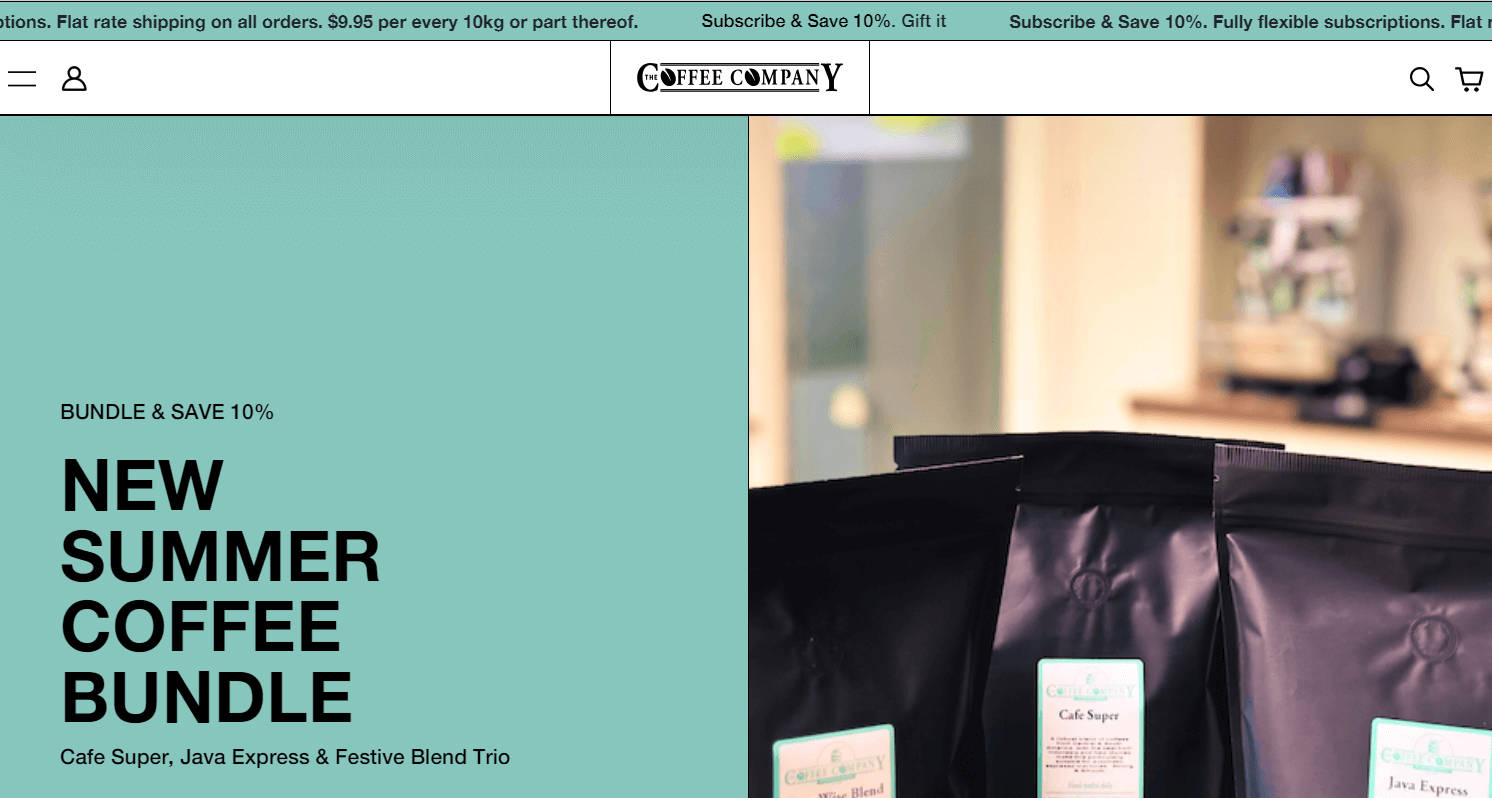 otions. Flat rate shipping on all orders. $9.95 per every 10kg or part thereof. Subscribe & Save 10%. Gift it Subscribe & Save 10%. Fully flexible subscriptions. Flat r
THE COFFEE COMPANY
BUNDLE & SAVE 10%
NEW
SUMMER
COFFEE
BUNDLE
Cafe Super, Java Express & Festive Blend Trio
COFFEE COMPANY
Cafe Super
COFFEE COMPANY
Wise Blend
COFFEE COMPANY
Java Express